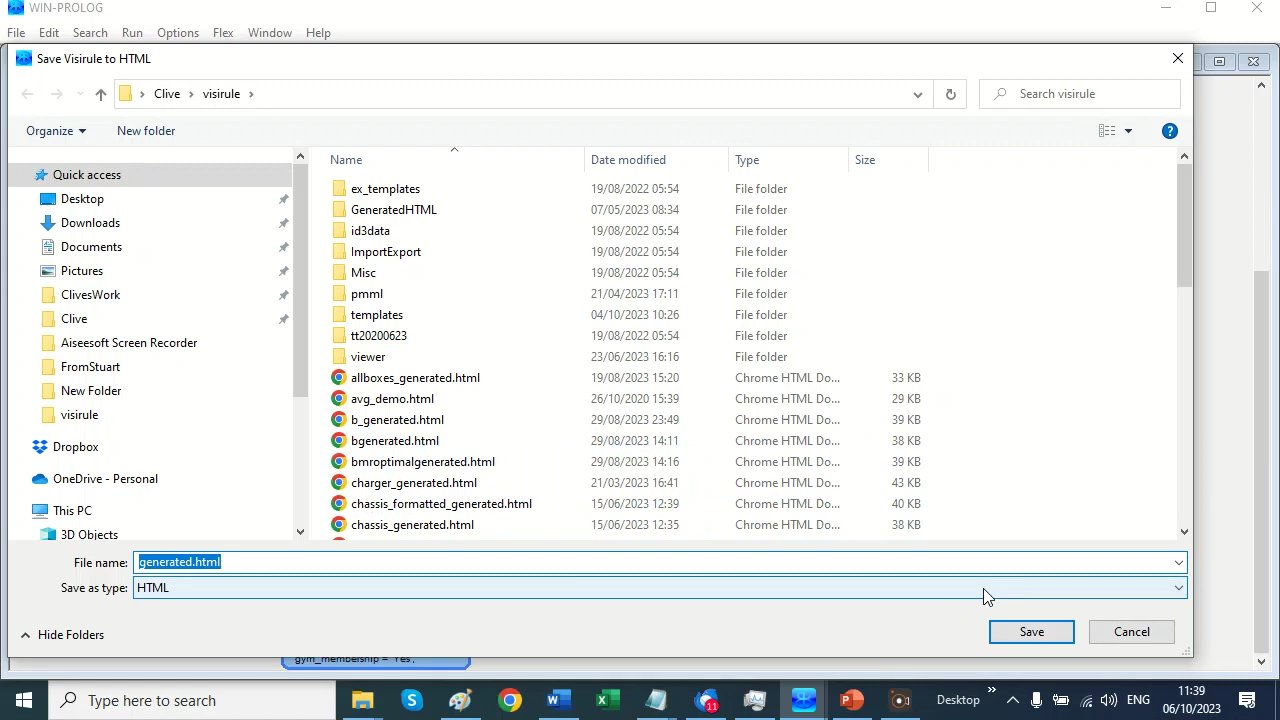 WIN-PROLOG
File Edit Search Run Options Flex Window Help
Save Visirule to HTML
Clive visirule
Search visirule
Organize New folder
Name Date modified Type Size
Quick access
Desktop
Downloads
Documents
Pictures
ClivesWork
Clive
Aiseesoft Screen Recorder
FromStuart
New Folder
visirule
Dropbox
OneDrive - Personal
This PC
3D Objects
ex_templates 19/08/2022 05:54 File folder
GeneratedHTML 07/05/2023 08:34 File folder
id3data 19/08/2022 05:54 File folder
ImportExport 19/08/2022 05:54 File folder
Misc 19/08/2022 05:54 File folder
pmml 21/04/2023 17:11 File folder
templates 04/10/2023 10:26 File folder
tt20200623 19/08/2022 05:54 File folder
viewer 23/06/2023 16:16 File folder
allboxes_generated.html 19/08/2022 15:20 Chrome HTML Do... 33 KB
avg_demo.html 26/10/2020 15:39 Chrome HTML Do... 29 KB
b_generated.html 29/08/2023 23:49 Chrome HTML Do... 39 KB
bgenerated.html 29/08/2023 14:11 Chrome HTML Do... 38 KB
bmroptimalgenerated.html 29/08/2023 14:16 Chrome HTML Do... 39 KB
charger_generated.html 21/03/2023 16:41 Chrome HTML Do... 43 KB
chassis_formatted_generated.html 15/06/2023 12:39 Chrome HTML Do... 40 KB
chassis_generated.html 15/06/2023 12:35 Chrome HTML Do... 38 KB
File name: generated.html
Save as type: HTML
Hide Folders
Save Cancel
gym_membership = 'Yes',
Type here to search
11
Desktop
ENG
11:39
06/10/2023